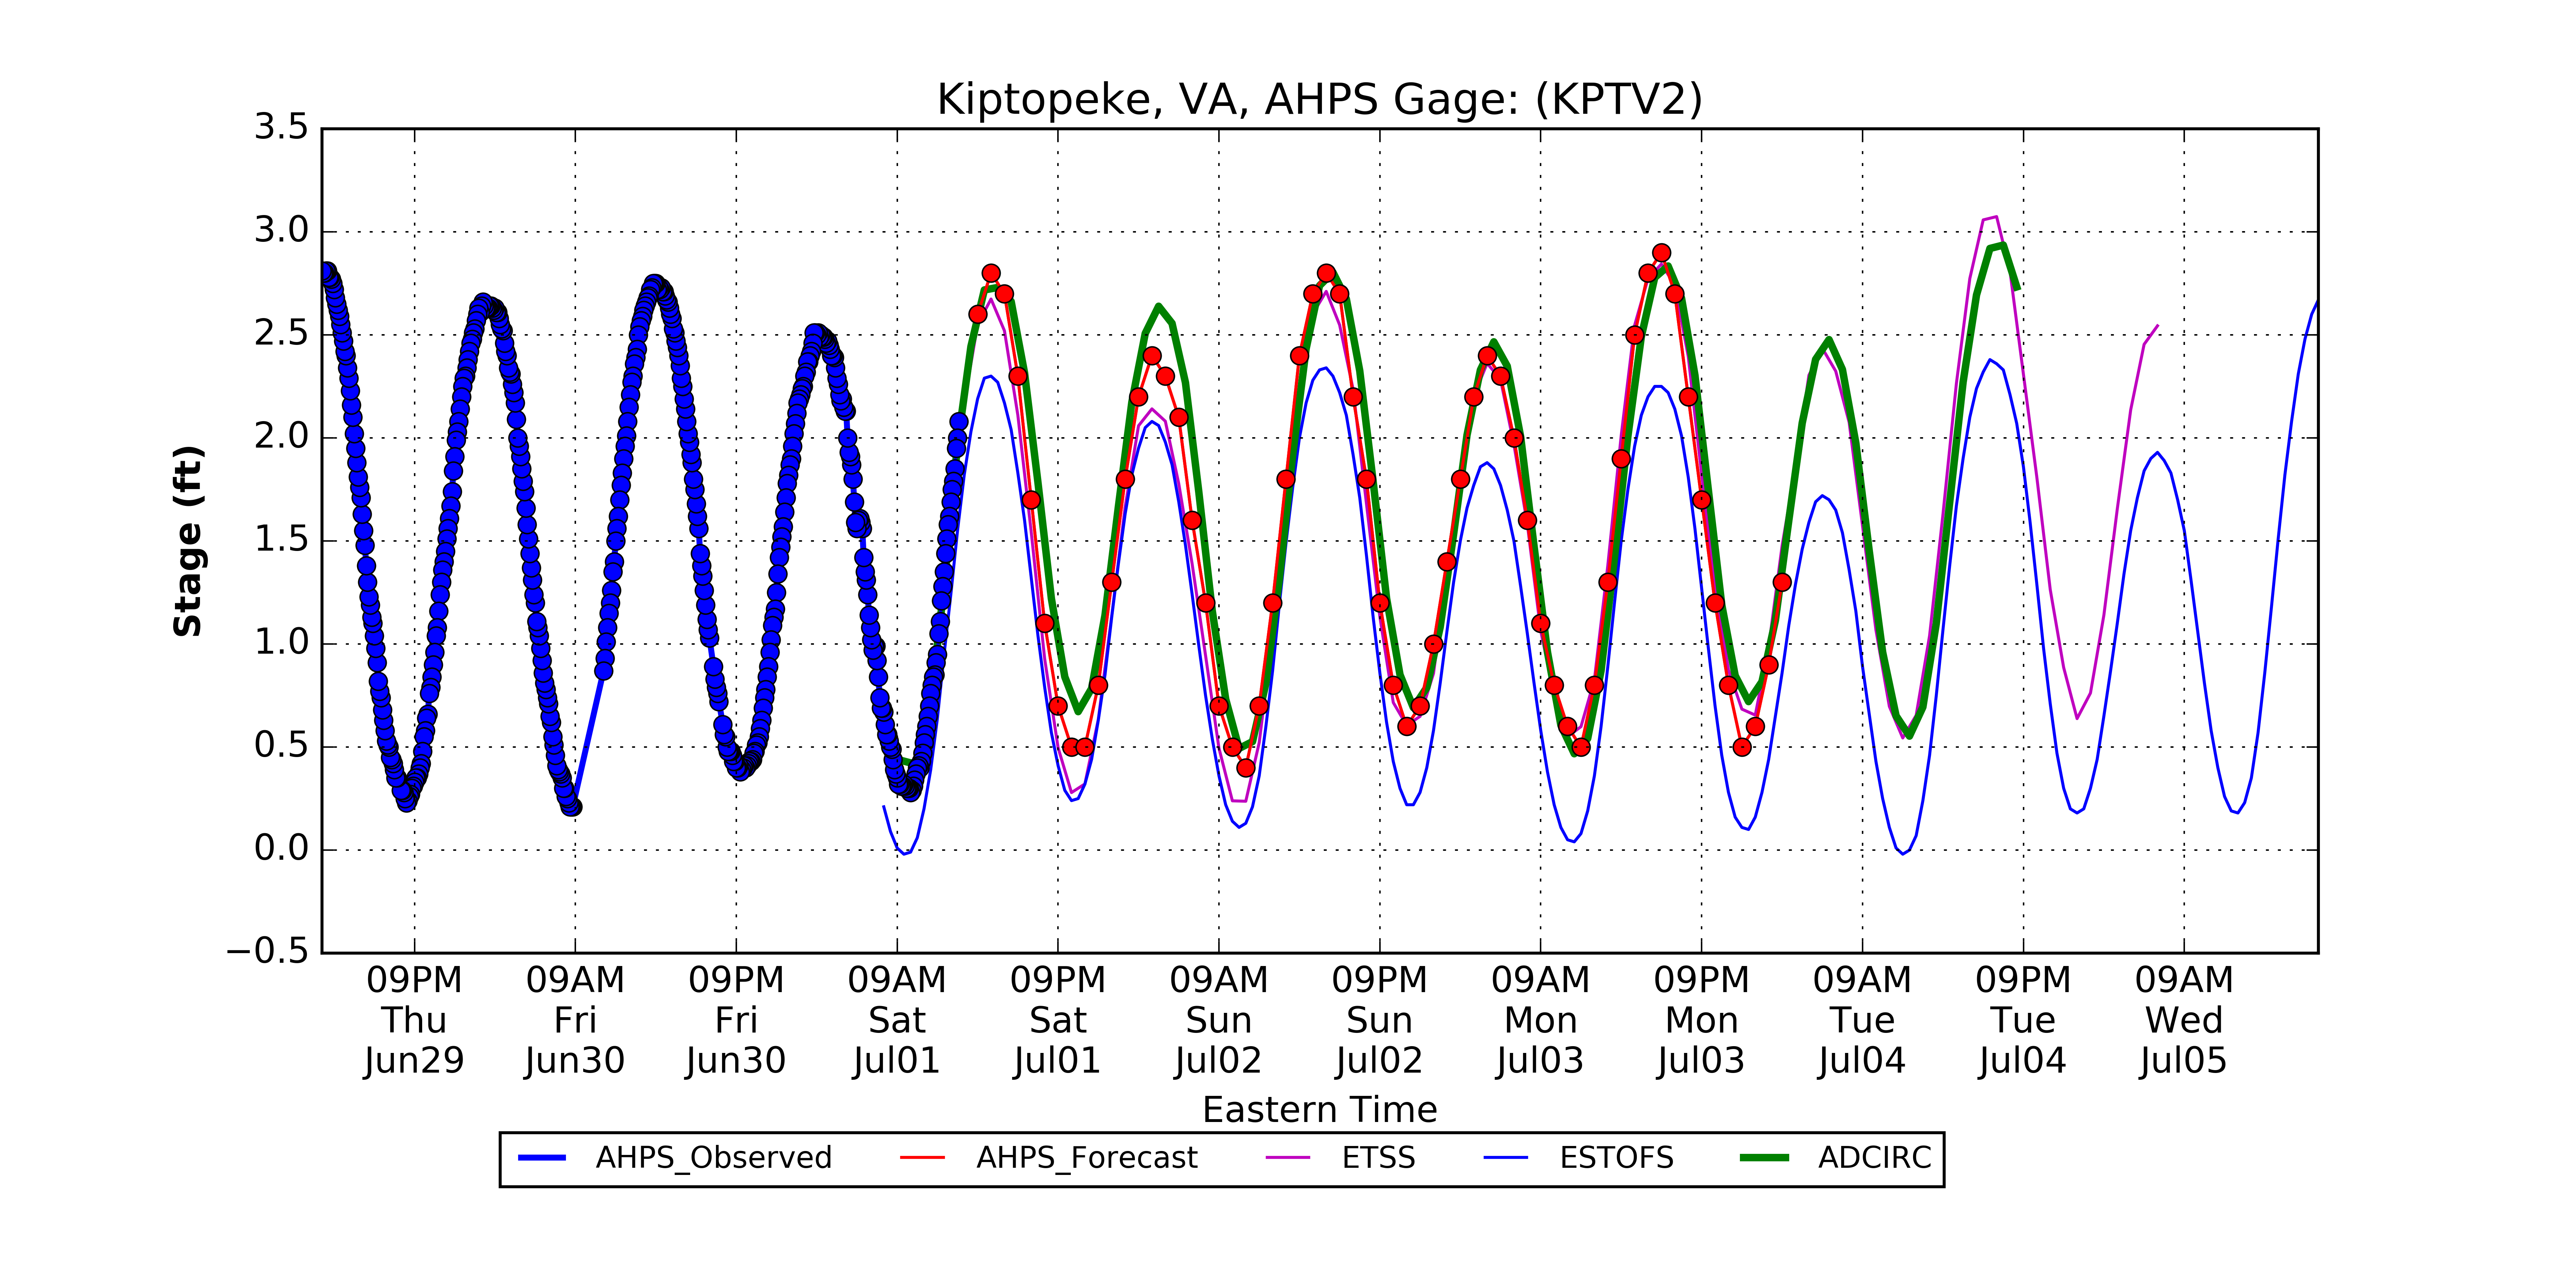 Kiptopeke, VA, AHPS Gage: (KPTV2)
3.5
3.0
2.5
2.0
1.5
1.0
0.5
0.0
−0.5
Stage (ft)
09PM 09AM 09PM 09AM 09PM 09AM 09PM 09AM 09PM 09AM 09PM 09AM
Thu Fri Fri Sat Sat Sun Sun Mon Mon Tue Tue Wed
Jun29 Jun30 Jun30 Jul01 Jul01 Jul02 Jul02 Jul03 Jul03 Jul04 Jul04 Jul05
Eastern Time
AHPS_Observed AHPS_Forecast ETSS ESTOFS ADCIRC